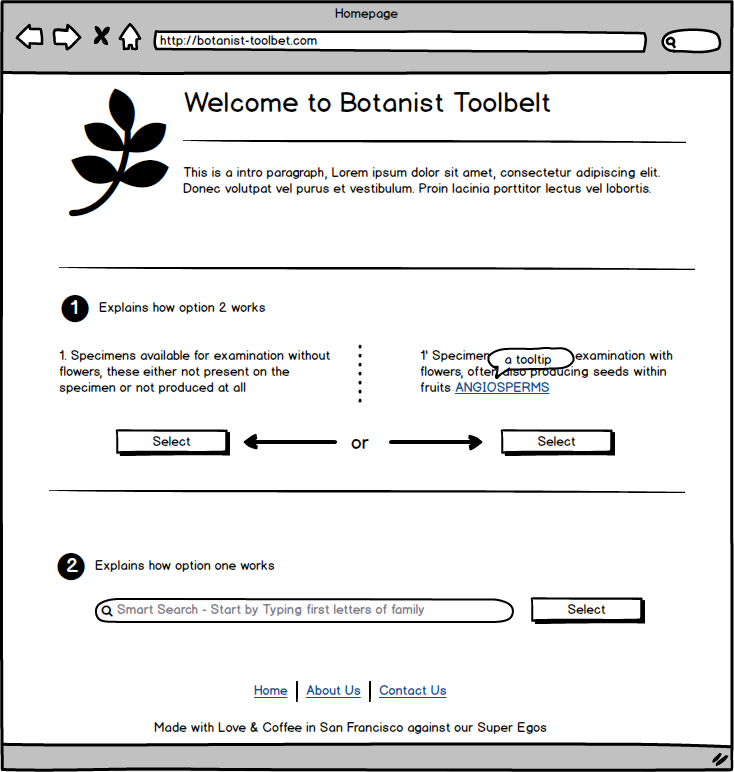 Homepage
http://botanist-toolbet.com
Welcome to Botanist Toolbelt
This is a intro paragraph, Lorem ipsum dolor sit amet, consectetur adipiscing elit.
Donec volutpat vel purus et vestibulum. Proin lacinia porttitor lectus vel lobortis.
1 Explains how option 2 works
1. Specimens available for examination without
flowers, these either not present on the
specimen or not produced at all
1' Specimen examination with
a tooltip
flowers, often also producing seeds within
fruits ANGIOSPERMS
Select
or
Select
2 Explains how option one works
Smart Search - Start by Typing first letters of family
Select
Home | About Us | Contact Us
Made with Love & Coffee in San Francisco against our Super Egos